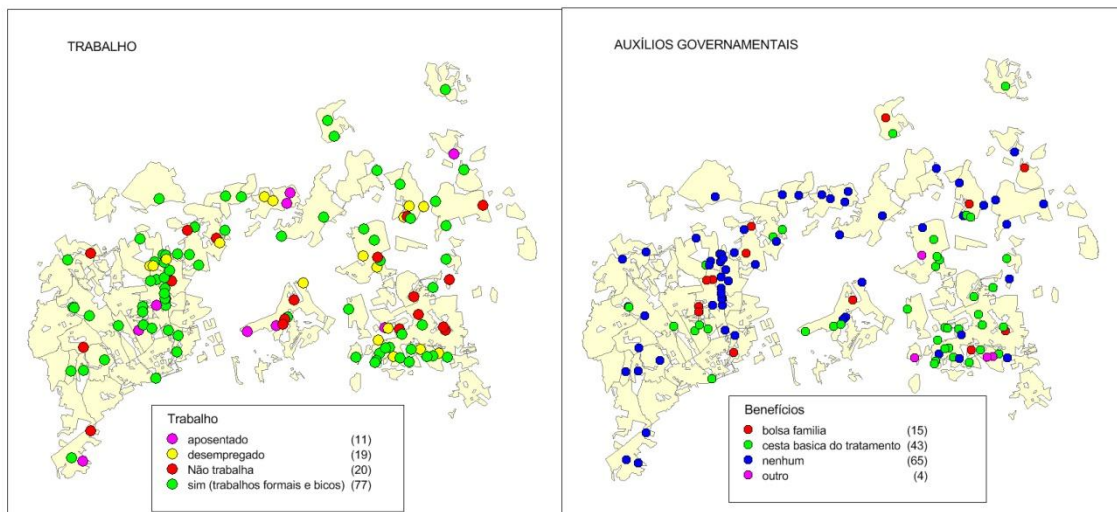 TRABALHO
Trabalho
aposentado (11)
desempregado (19)
Não trabalha (20)
sim (trabalhos formais e bicos) (77)
AUXÍLIOS GOVERNAMENTAIS
Benefícios
bolsa familia (15)
cesta basica do tratamento (43)
nenhum (65)
outro (4)